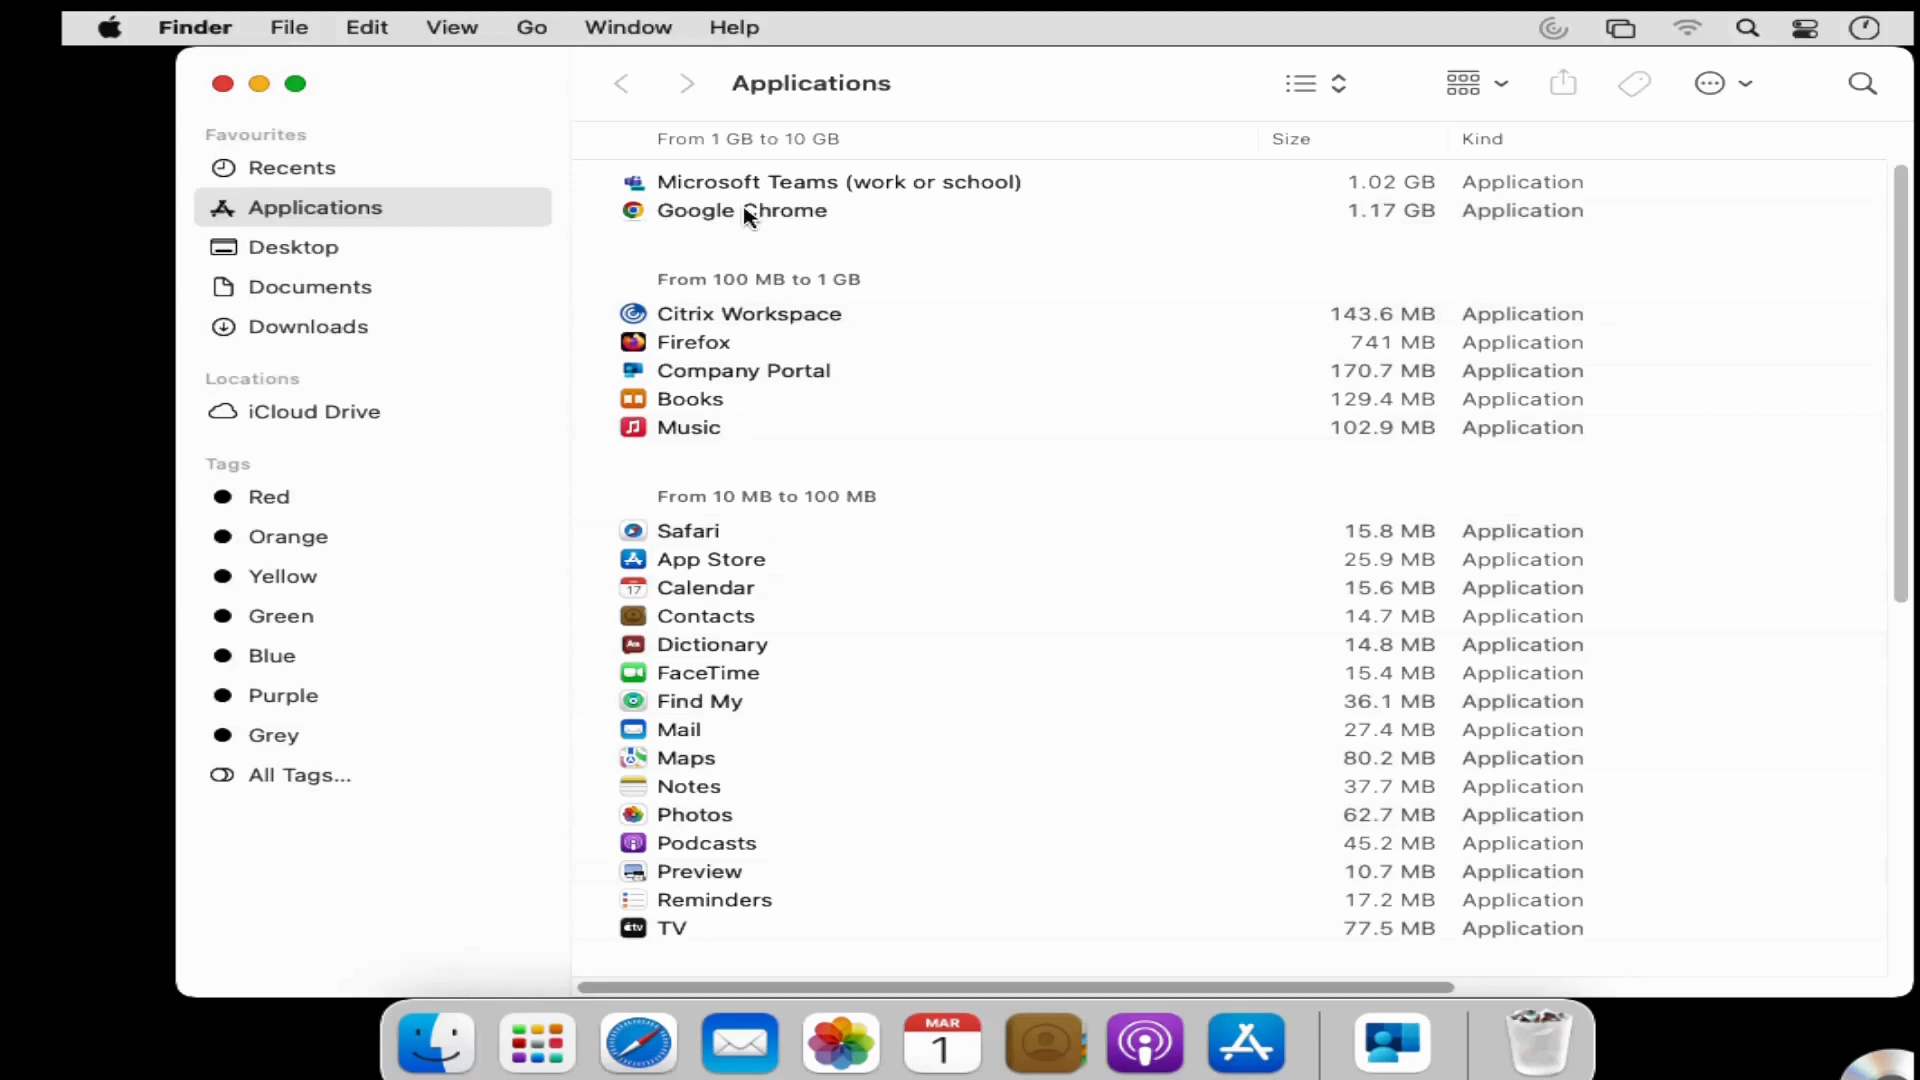 Finder File Edit View Go Window Help
Applications
Favourites
Recents
Applications
Desktop
Documents
Downloads
Locations
iCloud Drive
Tags
Red
Orange
Yellow
Green
Blue
Purple
Grey
All Tags...
From 1 GB to 10 GB Size Kind
Microsoft Teams (work or school) 1.02 GB Application
Google Chrome 1.17 GB Application
From 100 MB to 1 GB
Citrix Workspace 143.6 MB Application
Firefox 741 MB Application
Company Portal 170.7 MB Application
Books 129.4 MB Application
Music 102.9 MB Application
From 10 MB to 100 MB
Safari 15.8 MB Application
App Store 25.9 MB Application
17 Calendar 15.6 MB Application
Contacts 14.7 MB Application
Dictionary 14.8 MB Application
FaceTime 15.4 MB Application
Find My 36.1 MB Application
Mail 27.4 MB Application
Maps 80.2 MB Application
Notes 37.7 MB Application
Photos 62.7 MB Application
Podcasts 45.2 MB Application
Preview 10.7 MB Application
Reminders 17.2 MB Application
tv TV 77.5 MB Application
MAR
1